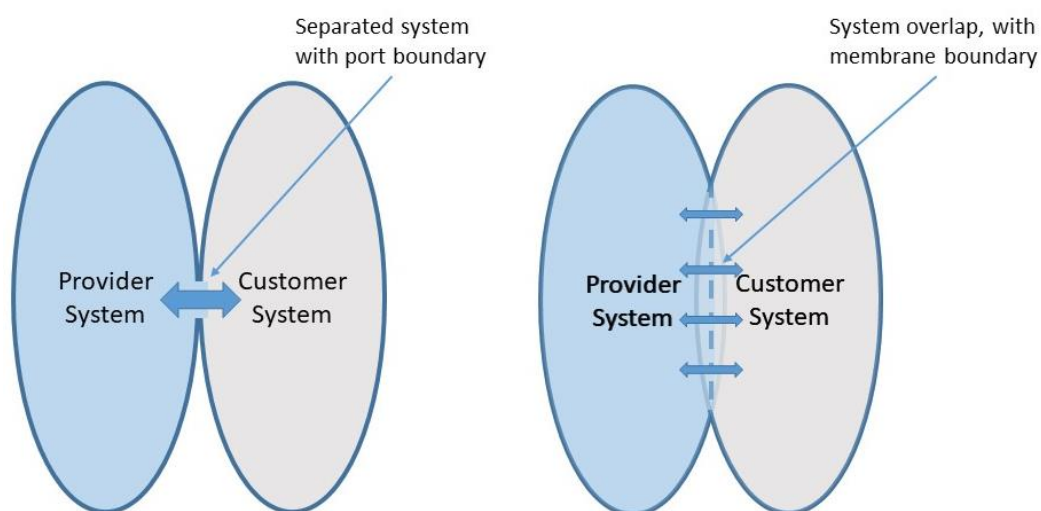 Separated system
with port boundary
System overlap, with
membrane boundary
Provider
System
Customer
System
Provider
System
Customer
System